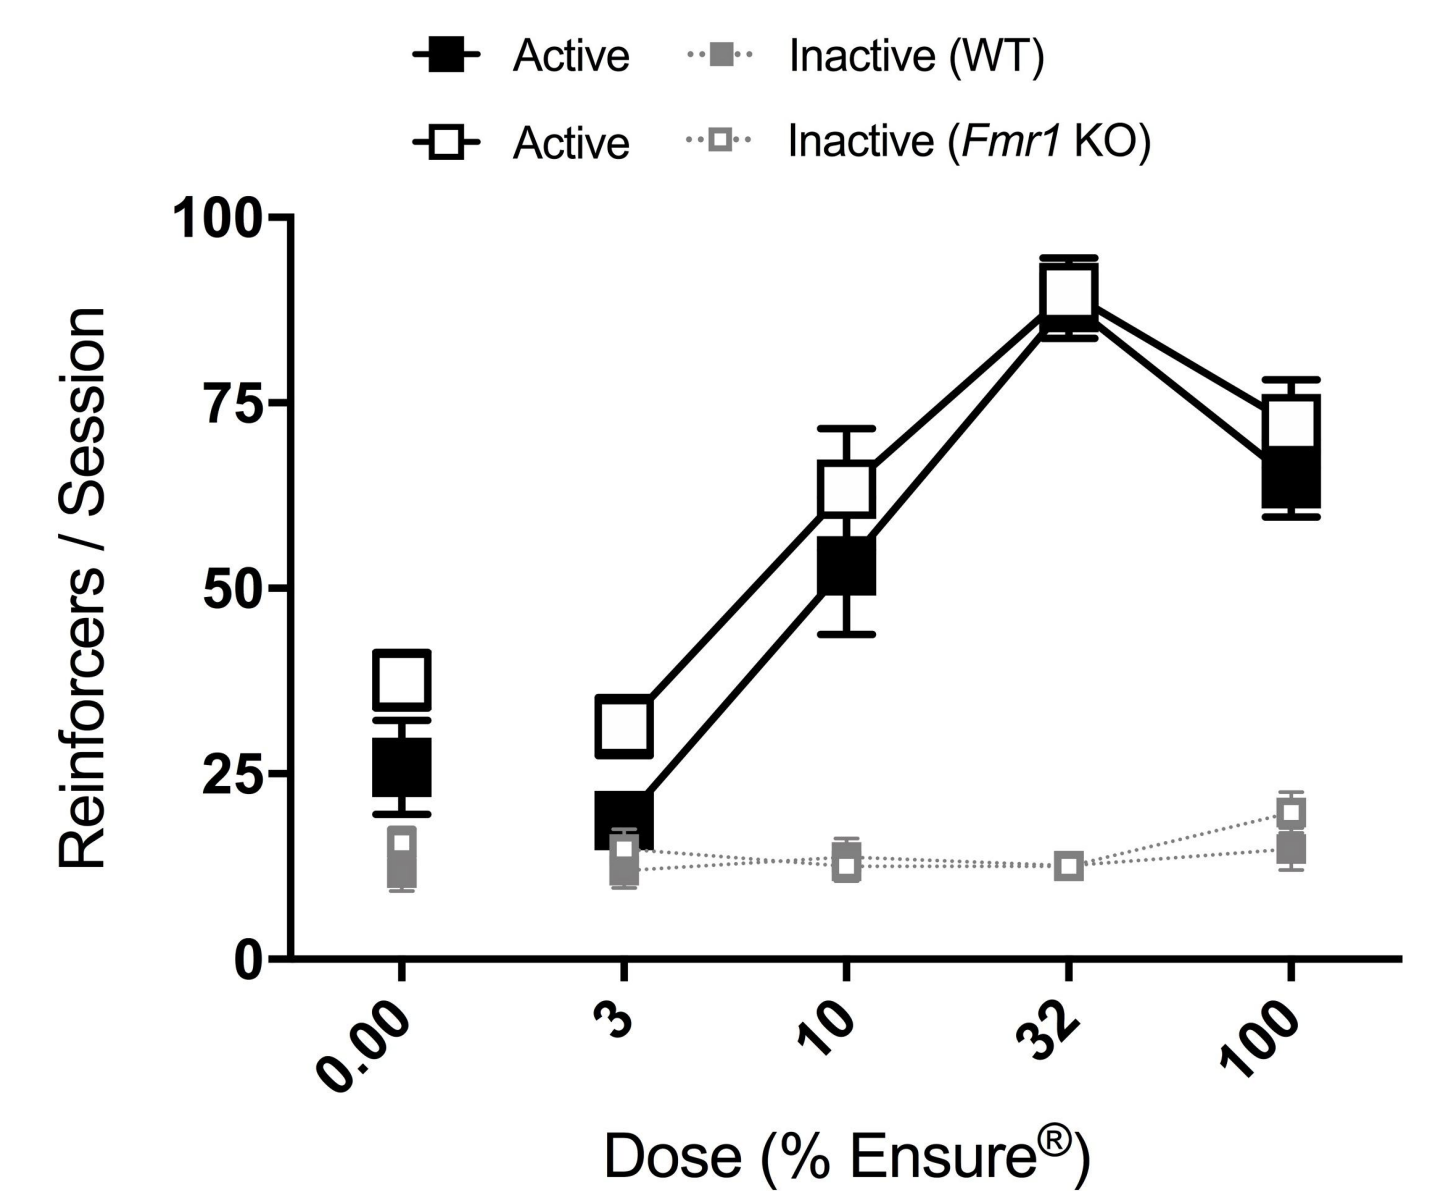 Active Inactive (WT)
Active Inactive (Fmr1 KO)
100
75
50
25
0
Reinforcers / Session
0.00 3 10 32 100
Dose (% Ensure®)